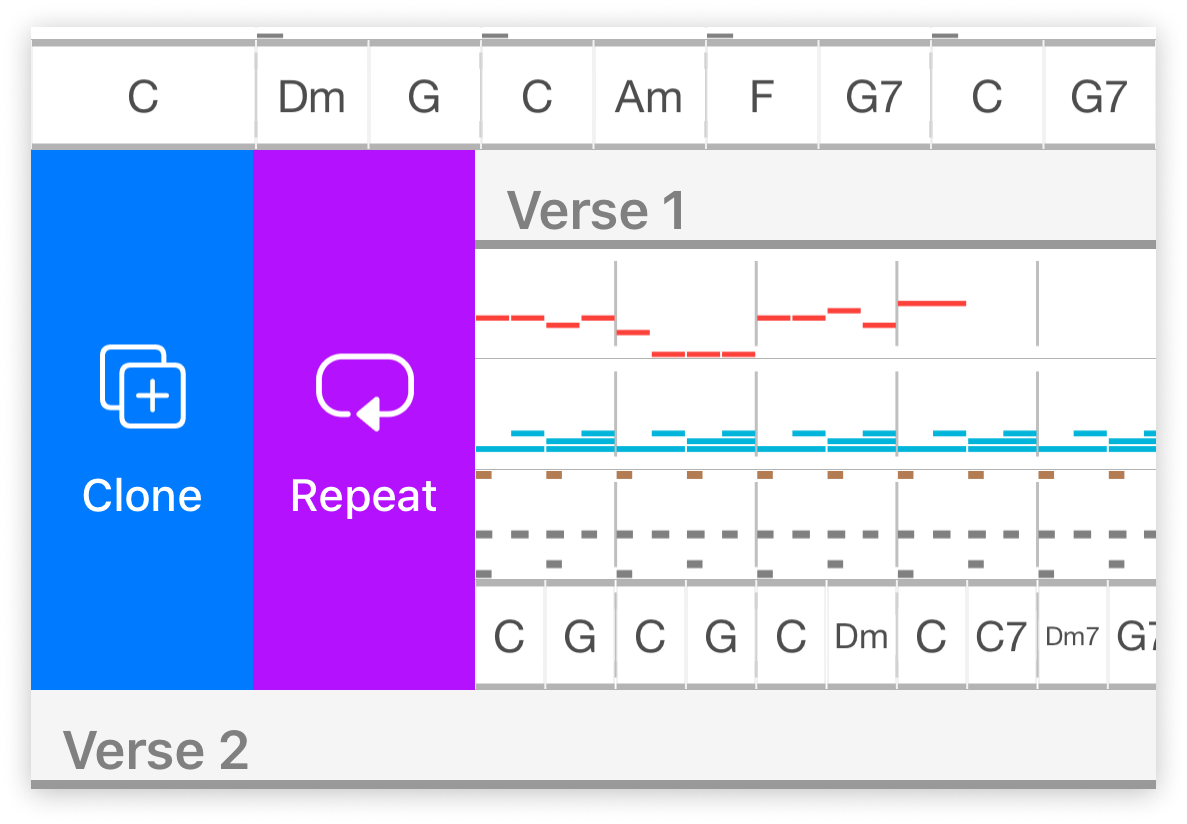 C Dm G C Am F G7 C G7
Verse 1
Clone Repeat
C G C G C Dm C C7 Dm7 G7
Verse 2